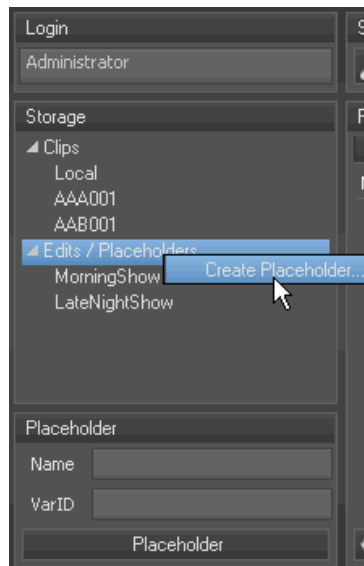 Login
Administrator
Storage
Clips
Local
AAA001
AAB001
Edits / Placeholders
Create Placeholder...
MorningShow
LateNightShow
Placeholder
Name
VarID
Placeholder